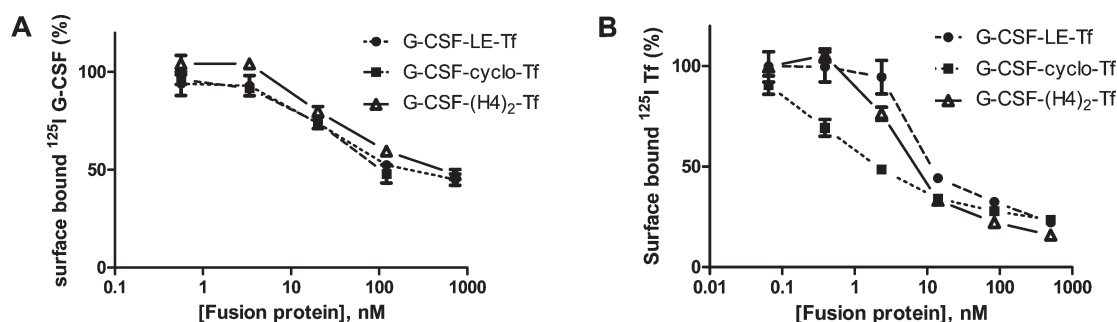 A
surface bound ¹²⁵I G-CSF (%)
100
50
0
0.1
1
10
100
1000
[Fusion protein], nM
G-CSF-LE-Tf
G-CSF-cyclo-Tf
G-CSF-(H4)₂-Tf
B
Surface bound ¹²⁵I Tf (%)
100
50
0
0.01
0.1
1
10
100
1000
[Fusion protein], nM
G-CSF-LE-Tf
G-CSF-cyclo-Tf
G-CSF-(H4)₂-Tf